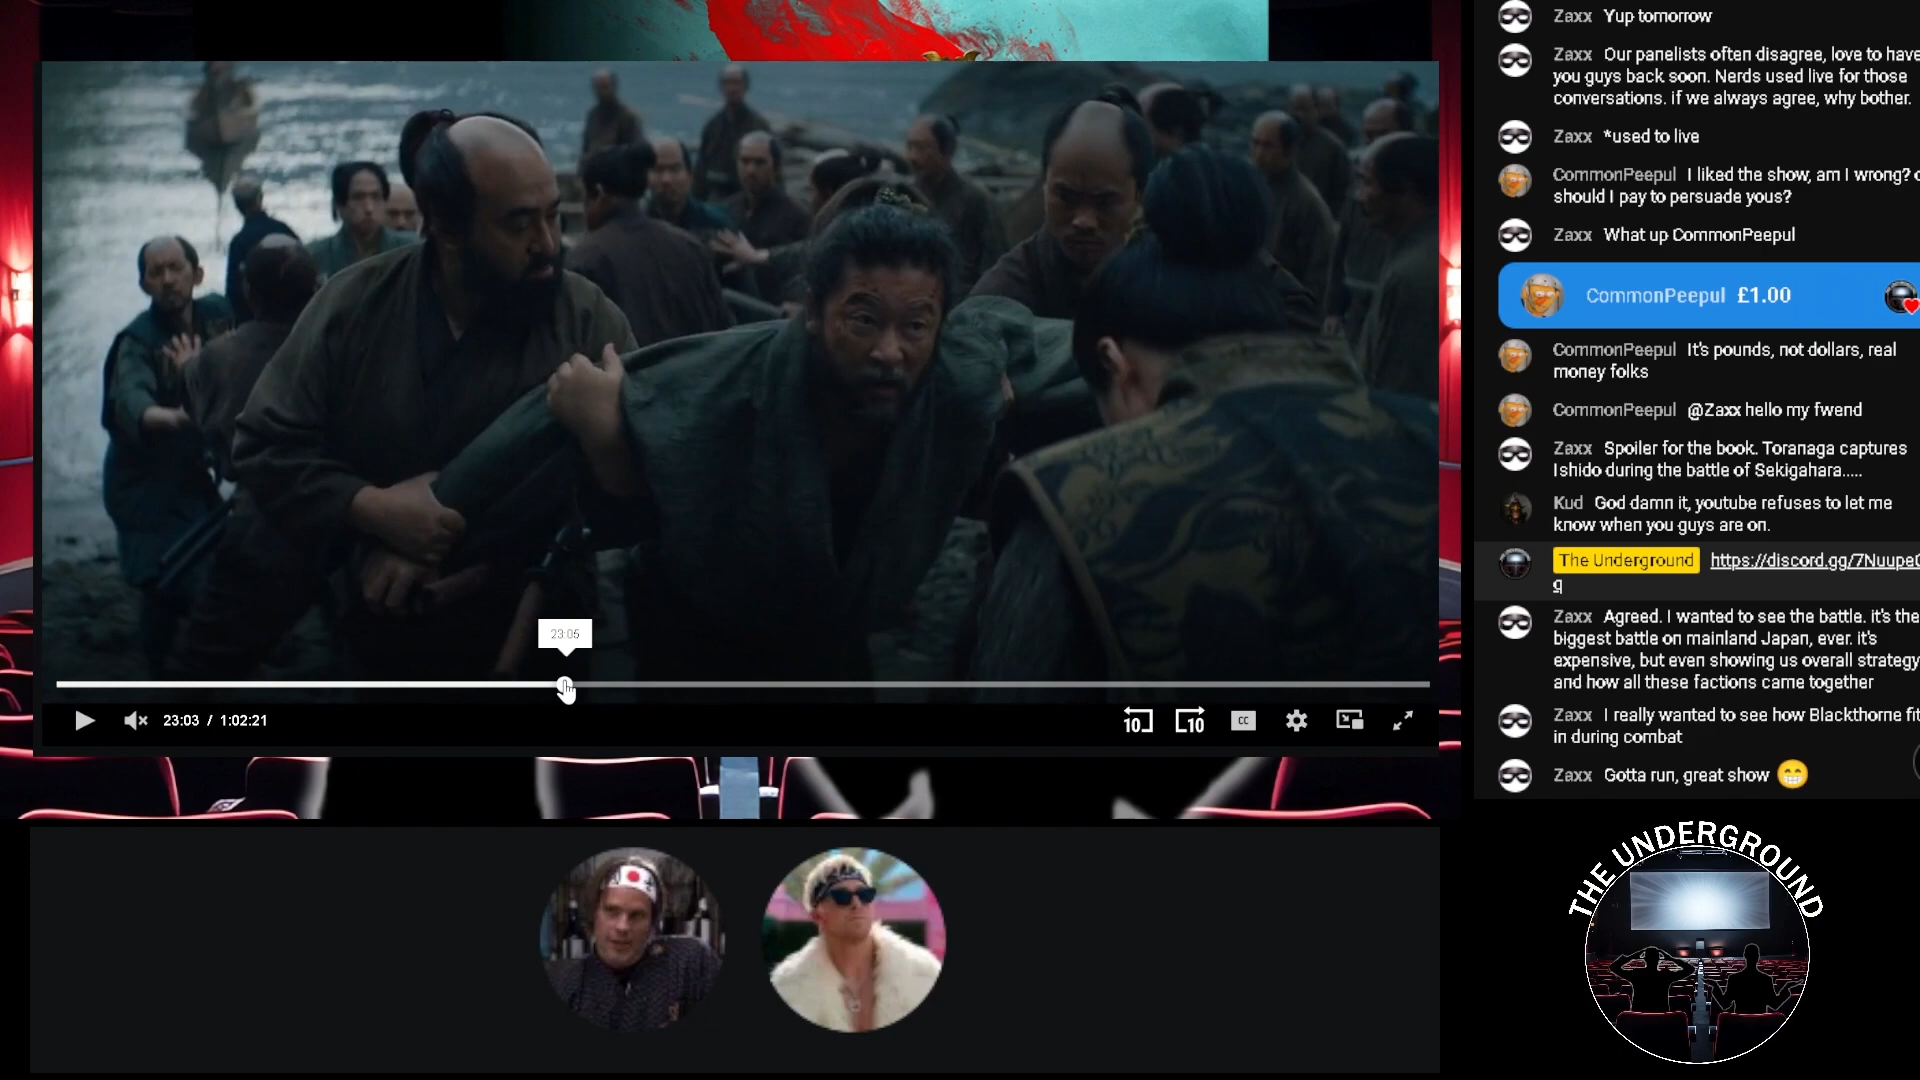 Zaxx Yup tomorrow
Zaxx Our panelists often disagree, love to have
you guys back soon. Nerds used live for those
conversations. if we always agree, why bother.
Zaxx *used to live
CommonPeepul I liked the show, am I wrong?
should I pay to persuade yous?
Zaxx What up CommonPeepul
CommonPeepul £1.00
CommonPeepul It's pounds, not dollars, real
money folks
CommonPeepul @Zaxx hello my fwend
Zaxx Spoiler for the book. Toranaga captures
Ishido during the battle of Sekigahara.....
Kud God damn it, youtube refuses to let me
know when you guys are on.
The Underground https://discord.gg/7Nuupe
g
Zaxx Agreed. I wanted to see the battle. it's the
biggest battle on mainland Japan, ever. it's
expensive, but even showing us overall strategy
and how all these factions came together
Zaxx I really wanted to see how Blackthorne fit
in during combat
Zaxx Gotta run, great show
23:05
23:03 / 1:02:21
10 10 CC
THE UNDERGROUND